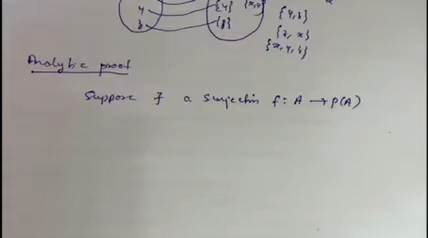 y {y} {x,z} {y,z}
z {z} {z,x}
{x,y,z}
Analytic proof
Suppose ∃ a surjection f: A → P(A)